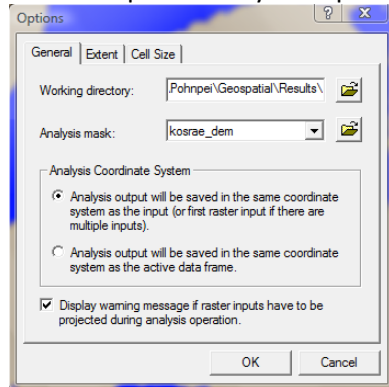 Options
General Extent Cell Size
Working directory: .Pohnpei\Geospatial\Results\
Analysis mask: kosrae_dem
Analysis Coordinate System
Analysis output will be saved in the same coordinate
system as the input (or first raster input if there are
multiple inputs).
Analysis output will be saved in the same coordinate
system as the active data frame.
Display warning message if raster inputs have to be
projected during analysis operation.
OK Cancel